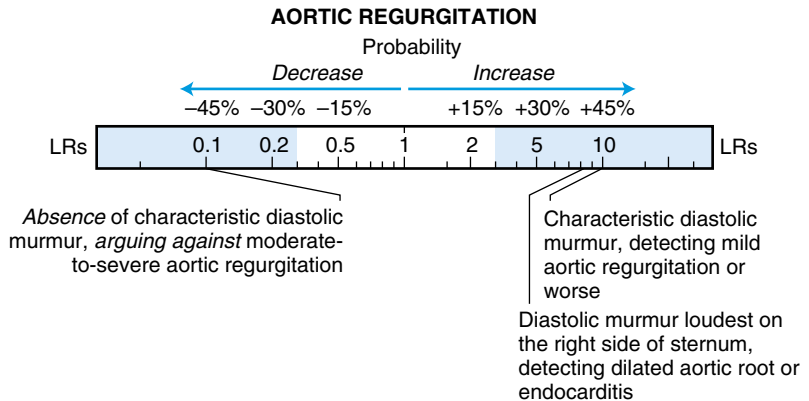 AORTIC REGURGITATION
Probability
Decrease Increase
–45% –30% –15% +15% +30% +45%
LRs 0.1 0.2 0.5 1 2 5 10 LRs
Absence of characteristic diastolic
murmur, arguing against moderate-
to-severe aortic regurgitation
Characteristic diastolic
murmur, detecting mild
aortic regurgitation or
worse
Diastolic murmur loudest on
the right side of sternum,
detecting dilated aortic root or
endocarditis